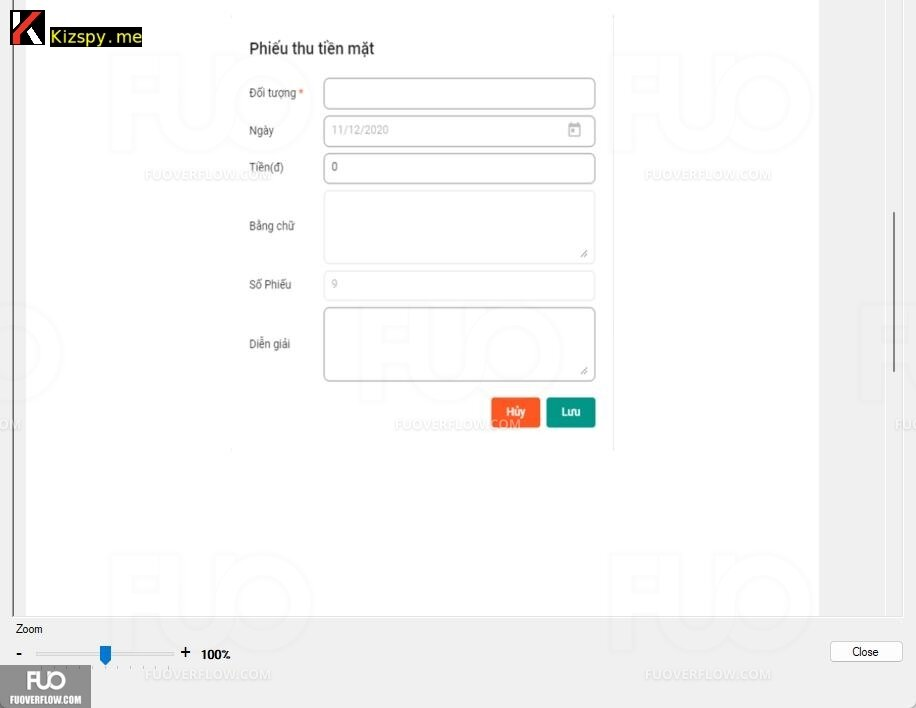 Kizspy.me
Phiếu thu tiền mặt
Đối tượng *
Ngày
11/12/2020
Tiền(đ)
0
FUOVERFLOW.COM
FUOVERFLOW.COM
Bằng chữ
Số Phiếu
9
Diễn giải
Hủy
Lưu
FUOVERFLOW.COM
Zoom
-
+
100%
Close
FUOVERFLOW.COM
FUOVERFLOW.COM
FUO
FUOVERFLOW.COM